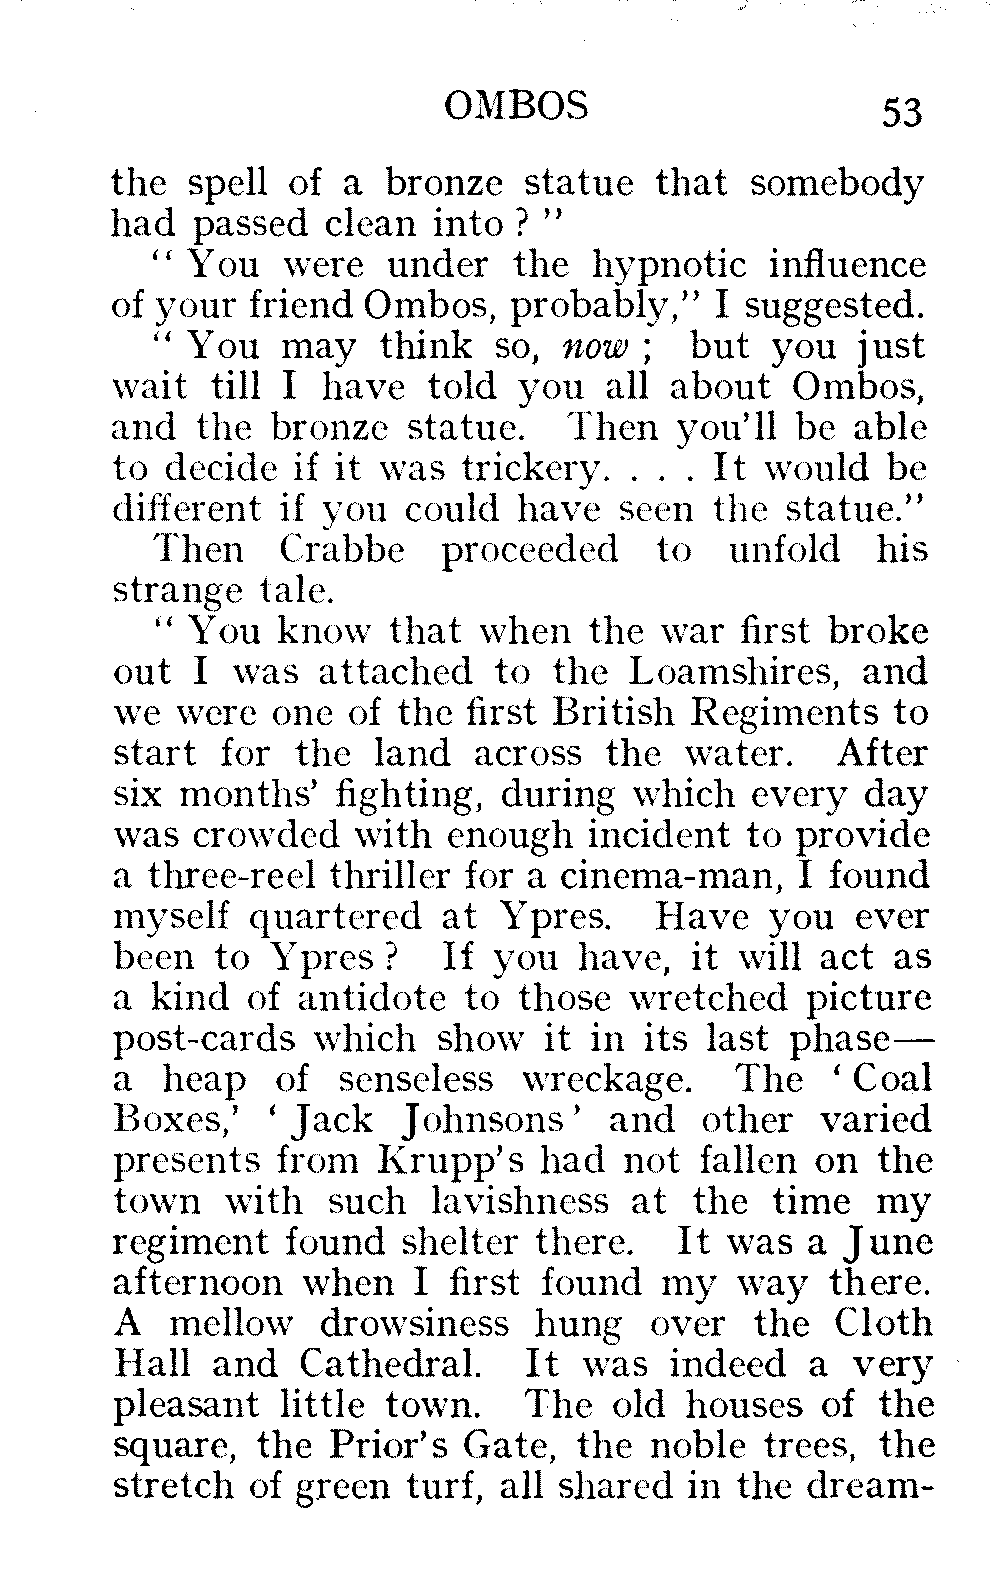 OMBOS 53
the spell of a bronze statue that somebody
had passed clean into ? ”
“ You were under the hypnotic influence
of your friend Ombos, probably,” I suggested.
“ You may think so, now ; but you just
wait till I have told you all about Ombos,
and the bronze statue. Then you’ll be able
to decide if it was trickery. . . . It would be
different if you could have seen the statue.”
Then Crabbe proceeded to unfold his
strange tale.
“ You know that when the war first broke
out I was attached to the Loamshires, and
we were one of the first British Regiments to
start for the land across the water. After
six months’ fighting, during which every day
was crowded with enough incident to provide
a three-reel thriller for a cinema-man, I found
myself quartered at Ypres. Have you ever
been to Ypres ? If you have, it will act as
a kind of antidote to those wretched picture
post-cards which show it in its last phase—
a heap of senseless wreckage. The ‘ Coal
Boxes,’ ‘ Jack Johnsons ’ and other varied
presents from Krupp’s had not fallen on the
town with such lavishness at the time my
regiment found shelter there. It was a June
afternoon when I first found my way there.
A mellow drowsiness hung over the Cloth
Hall and Cathedral. It was indeed a very
pleasant little town. The old houses of the
square, the Prior’s Gate, the noble trees, the
stretch of green turf, all shared in the dream-